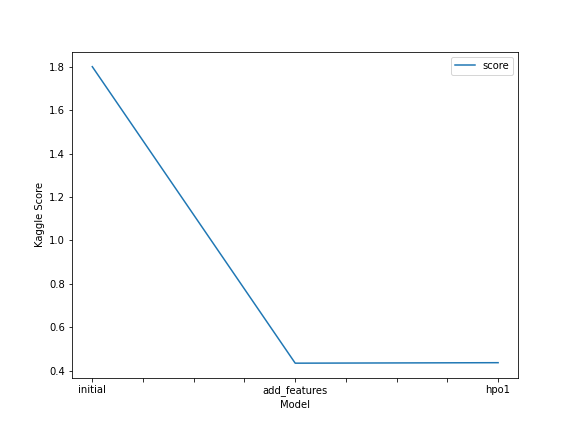 score
1.8
1.6
1.4
1.2
1.0
0.8
0.6
0.4
Kaggle Score
initial
add_features
hpo1
Model